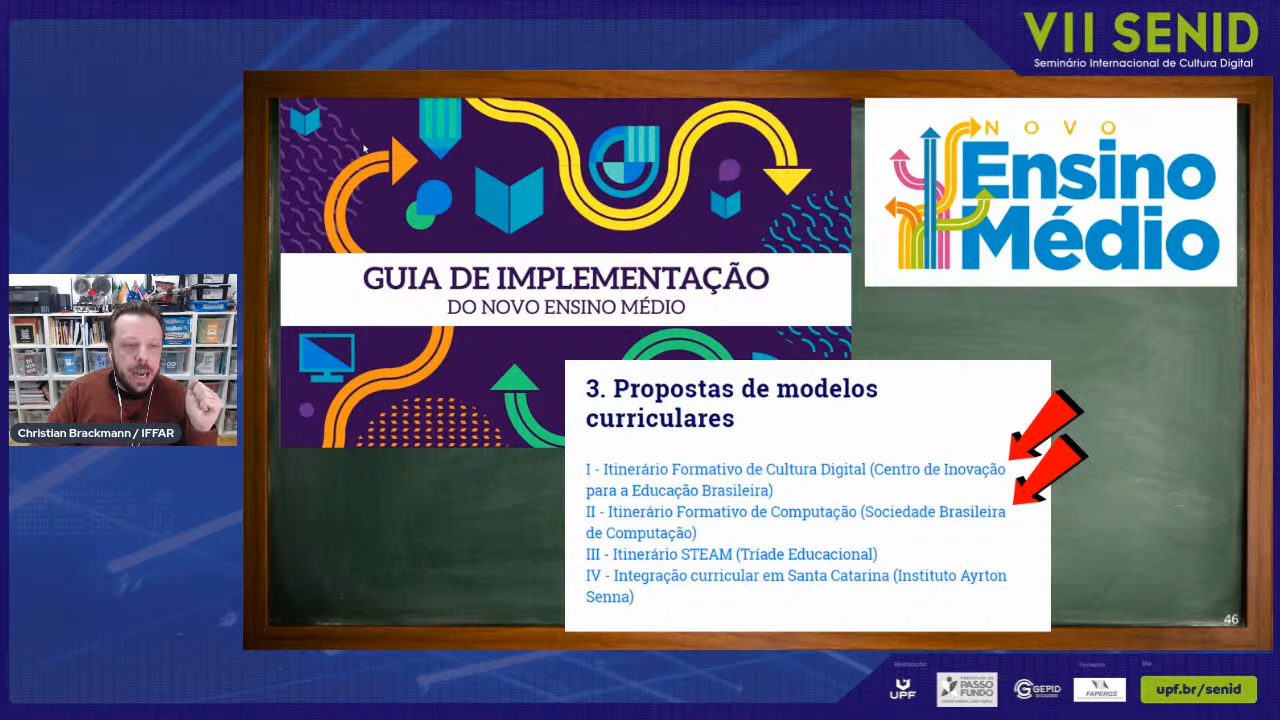 VII SENID
Seminário Internacional de Cultura Digital
NOVO
Ensino
Médio
GUIA DE IMPLEMENTAÇÃO
DO NOVO ENSINO MÉDIO
3. Propostas de modelos
curriculares
I - Itinerário Formativo de Cultura Digital (Centro de Inovação
para a Educação Brasileira)
II - Itinerário Formativo de Computação (Sociedade Brasileira
de Computação)
III - Itinerário STEAM (Tríade Educacional)
IV - Integração curricular em Santa Catarina (Instituto Ayrton
Senna)
Christian Brackmann / IFFAR
46
Realização:
Fomento:
Site
UPF
PASSO
FUNDO
GEPID
FAPERGS
upf.br/senid